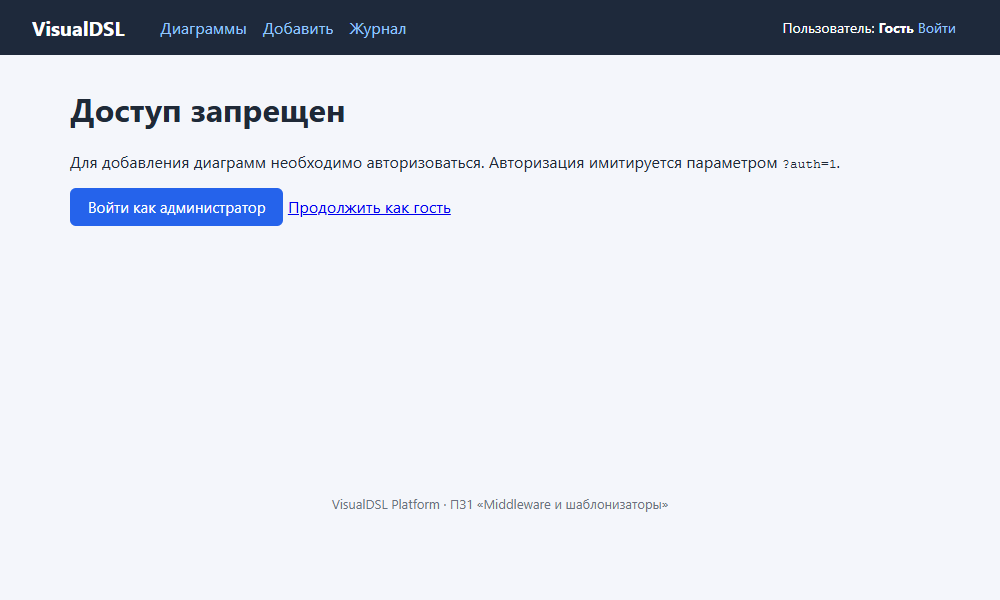 VisualDSL Диаграммы Добавить Журнал Пользователь: Гость Войти
Доступ запрещен
Для добавления диаграмм необходимо авторизоваться. Авторизация имитируется параметром ?auth=1.
Войти как администратор Продолжить как гость
VisualDSL Platform · ПЗ1 «Middleware и шаблонизаторы»